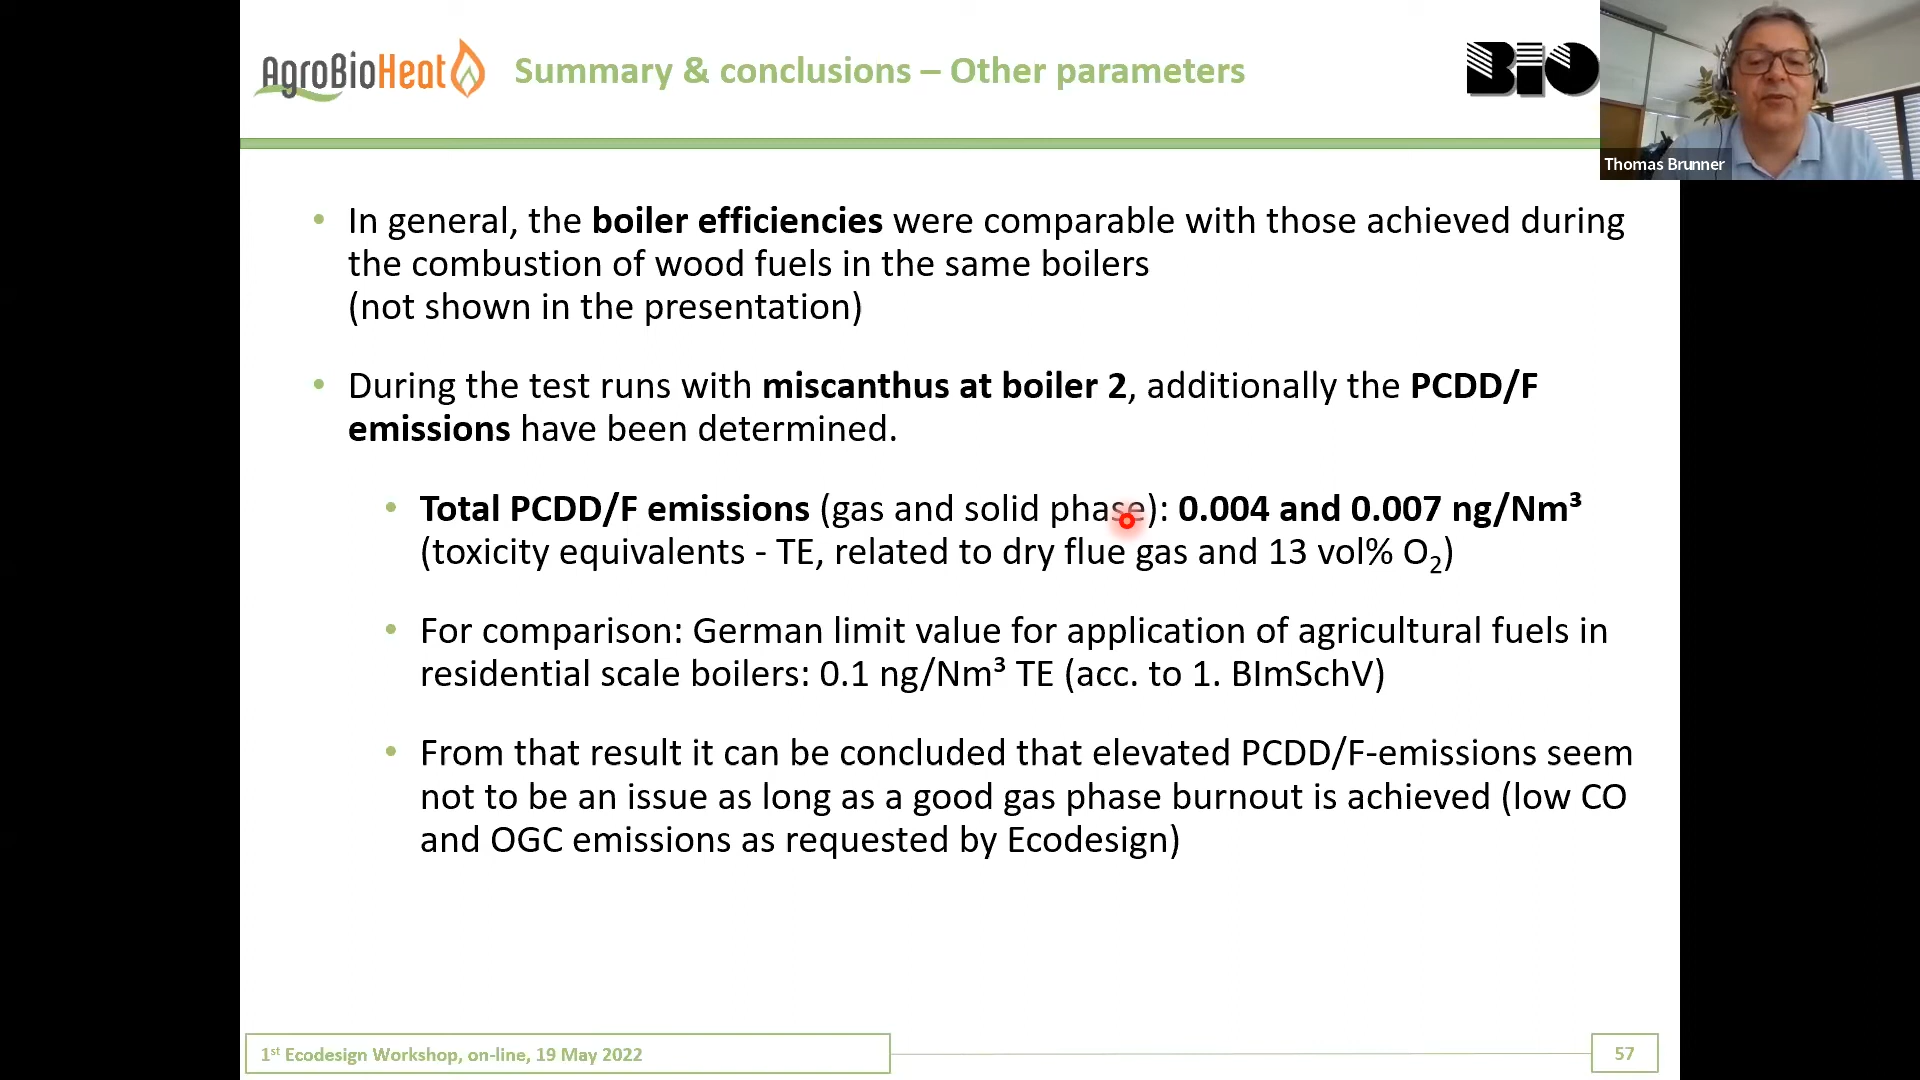 AgroBioHeat
Summary & conclusions – Other parameters
BIO
Thomas Brunner
• In general, the boiler efficiencies were comparable with those achieved during
the combustion of wood fuels in the same boilers
(not shown in the presentation)
• During the test runs with miscanthus at boiler 2, additionally the PCDD/F
emissions have been determined.
• Total PCDD/F emissions (gas and solid phase): 0.004 and 0.007 ng/Nm³
(toxicity equivalents - TE, related to dry flue gas and 13 vol% O₂)
• For comparison: German limit value for application of agricultural fuels in
residential scale boilers: 0.1 ng/Nm³ TE (acc. to 1. BImSchV)
• From that result it can be concluded that elevated PCDD/F-emissions seem
not to be an issue as long as a good gas phase burnout is achieved (low CO
and OGC emissions as requested by Ecodesign)
1st Ecodesign Workshop, on-line, 19 May 2022
57